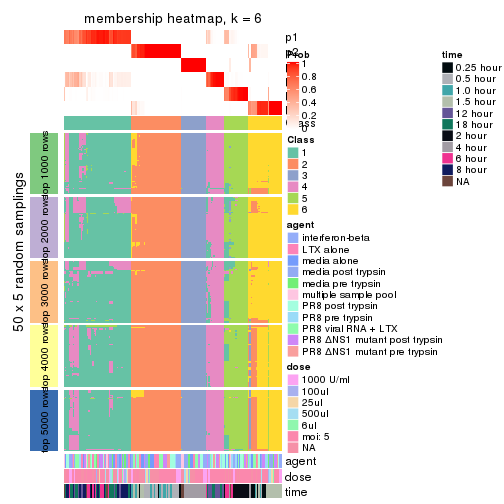 membership heatmap, k = 6
p1
p2
Prob
1
0.8
0.6
0.4
0.2
0
Class
1
2
3
4
5
6
50 x 5 random samplings
top 1000 rows
top 2000 rows
top 3000 rows
top 4000 rows
top 5000 rows
agent
interferon-beta
LTX alone
media alone
media post trypsin
media pre trypsin
multiple sample pool
PR8 post trypsin
PR8 pre trypsin
PR8 viral RNA + LTX
PR8 ΔNS1 mutant post trypsin
PR8 ΔNS1 mutant pre trypsin
dose
1000 U/ml
100ul
25ul
500ul
6ul
moi: 5
NA
agent
dose
time
time
0.25 hour
0.5 hour
1.0 hour
1.5 hour
12 hour
18 hour
2 hour
4 hour
6 hour
8 hour
NA